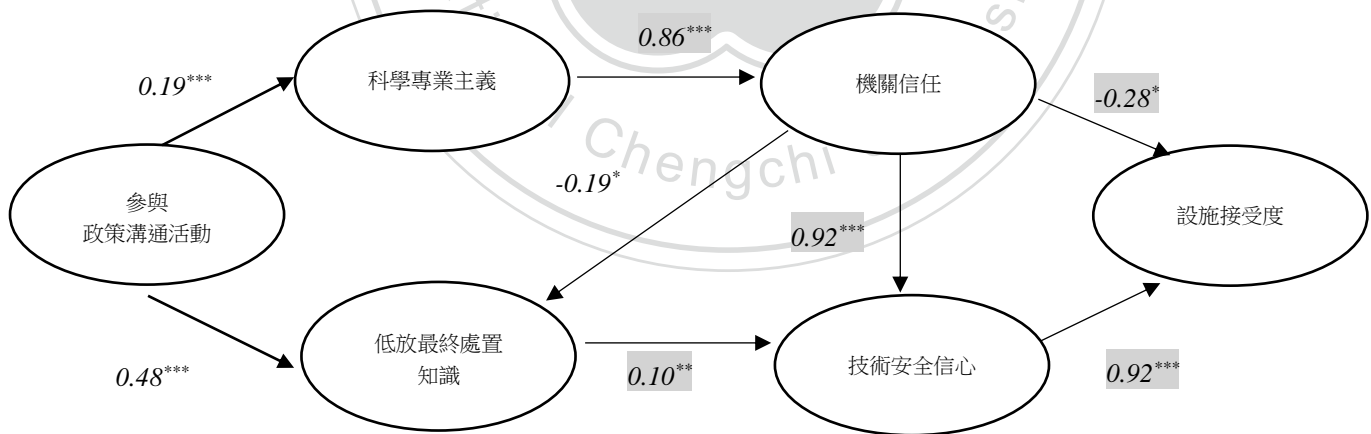 0.86***
0.19***
科學專業主義
機關信任
-0.28*
Chengchi
-0.19*
參與
政策溝通活動
設施接受度
0.92***
低放最終處置
知識
技術安全信心
0.48***
0.10**
0.92***